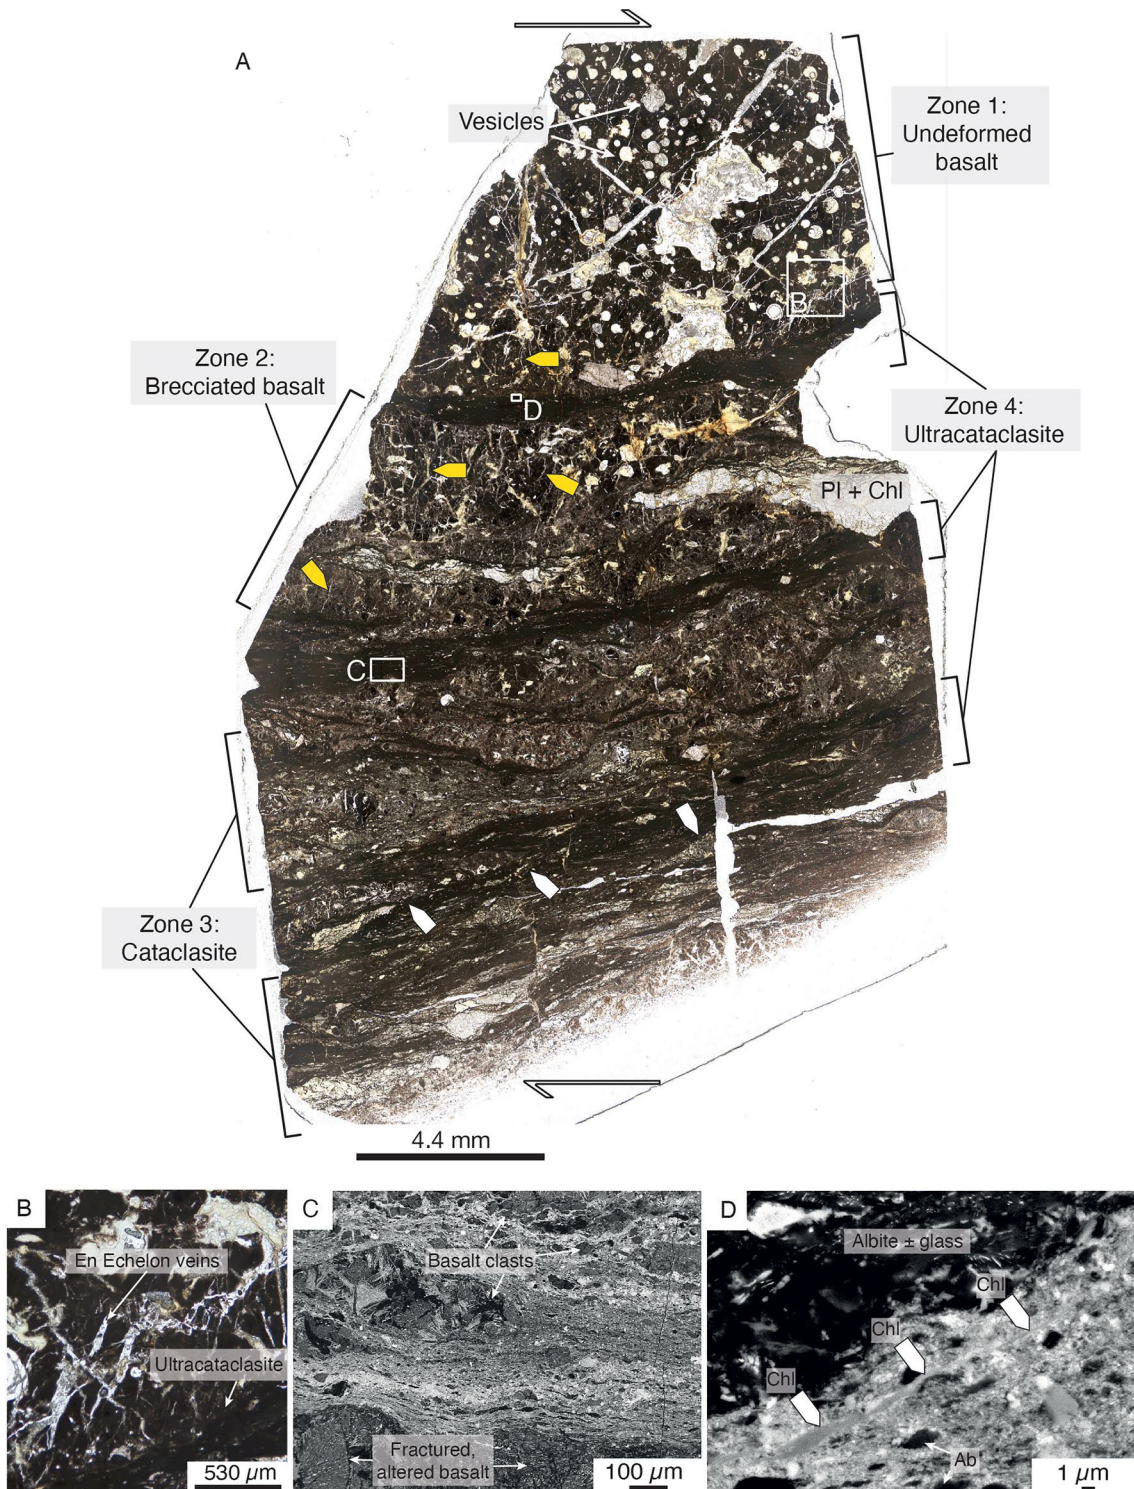 A
Vesicles
Zone 1:
Undeformed
basalt
B
Zone 2:
Brecciated basalt
D
Zone 4:
Ultracataclasite
Pl + Chl
C
Zone 3:
Cataclasite
4.4 mm
B
En Echelon veins
Ultracataclasite
530 µm
C
Basalt clasts
Fractured,
altered basalt
100 µm
D
Albite ± glass
Chl
Chl
Chl
Ab
1 µm